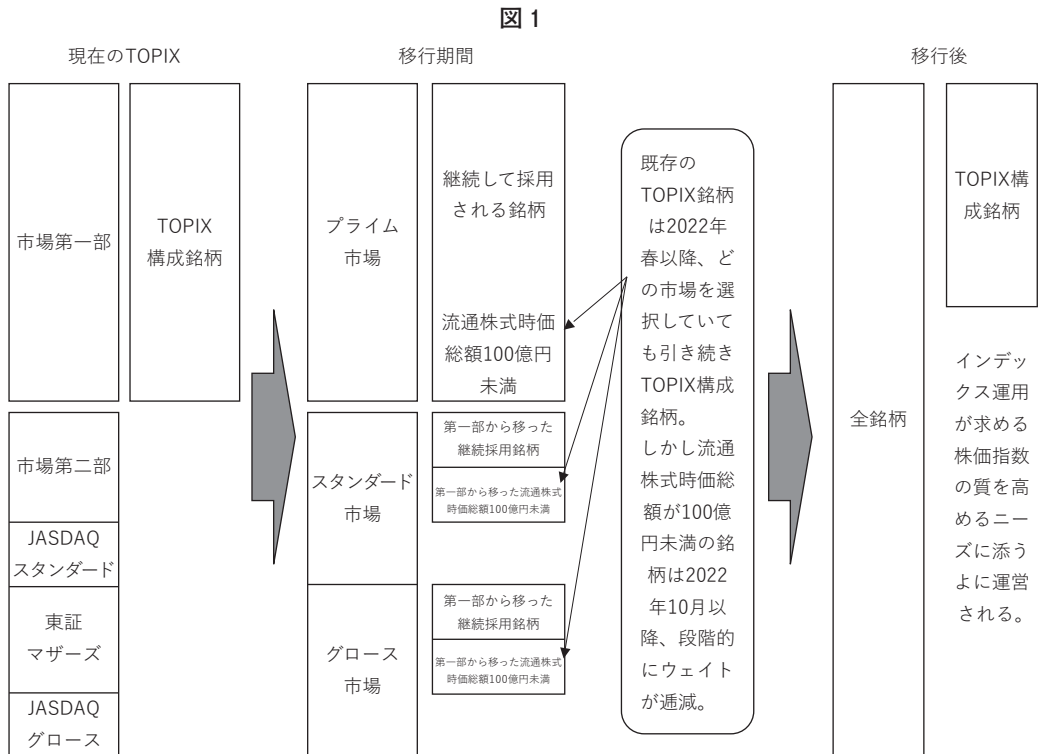 図1
現在のTOPIX
移行期間
移行後
市場第一部
TOPIX
構成銘柄
市場第二部
JASDAQ
スタンダード
東証
マザーズ
JASDAQ
グロース
プライム
市場
継続して採用
される銘柄
流通株式時価
総額100億円
未満
スタンダード
市場
第一部から移った
継続採用銘柄
第一部から移った流通株式
時価総額100億円未満
グロース
市場
第一部から移った
継続採用銘柄
第一部から移った流通株式
時価総額100億円未満
既存の
TOPIX銘柄
は2022年
春以降、ど
の市場を選
択していて
も引き続き
TOPIX構成
銘柄。
しかし流通
株式時価総
額が100億
円未満の銘
柄は2022
年10月以
降、段階的
にウェイト
が逓減。
全銘柄
TOPIX構
成銘柄
インデッ
クス運用
が求める
株価指数
の質を高
めるニー
ズに添う
よに運営
される。